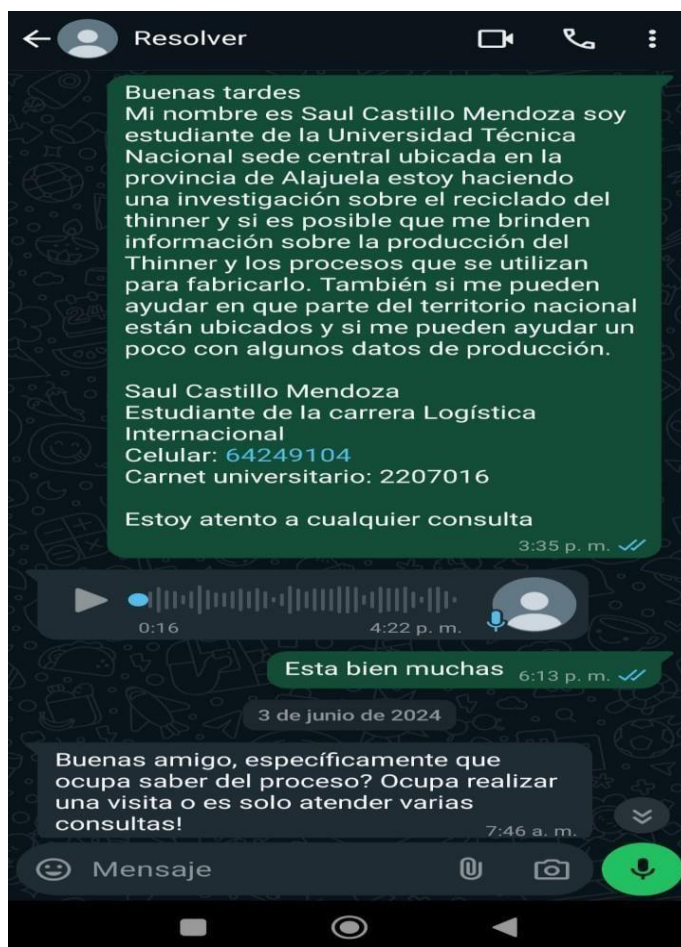 Resolver
Buenas tardes
Mi nombre es Saul Castillo Mendoza soy
estudiante de la Universidad Técnica
Nacional sede central ubicada en la
provincia de Alajuela estoy haciendo
una investigación sobre el reciclado del
thinner y si es posible que me brinden
información sobre la producción del
Thinner y los procesos que se utilizan
para fabricarlo. También si me pueden
ayudar en que parte del territorio nacional
están ubicados y si me pueden ayudar un
poco con algunos datos de producción.
Saul Castillo Mendoza
Estudiante de la carrera Logística
Internacional
Celular: 64249104
Carnet universitario: 2207016
Estoy atento a cualquier consulta
3:35 p. m.
0:16 4:22 p. m.
Esta bien muchas 6:13 p. m.
3 de junio de 2024
Buenas amigo, específicamente que
ocupa saber del proceso? Ocupa realizar
una visita o es solo atender varias
consultas! 7:46 a. m.
Mensaje